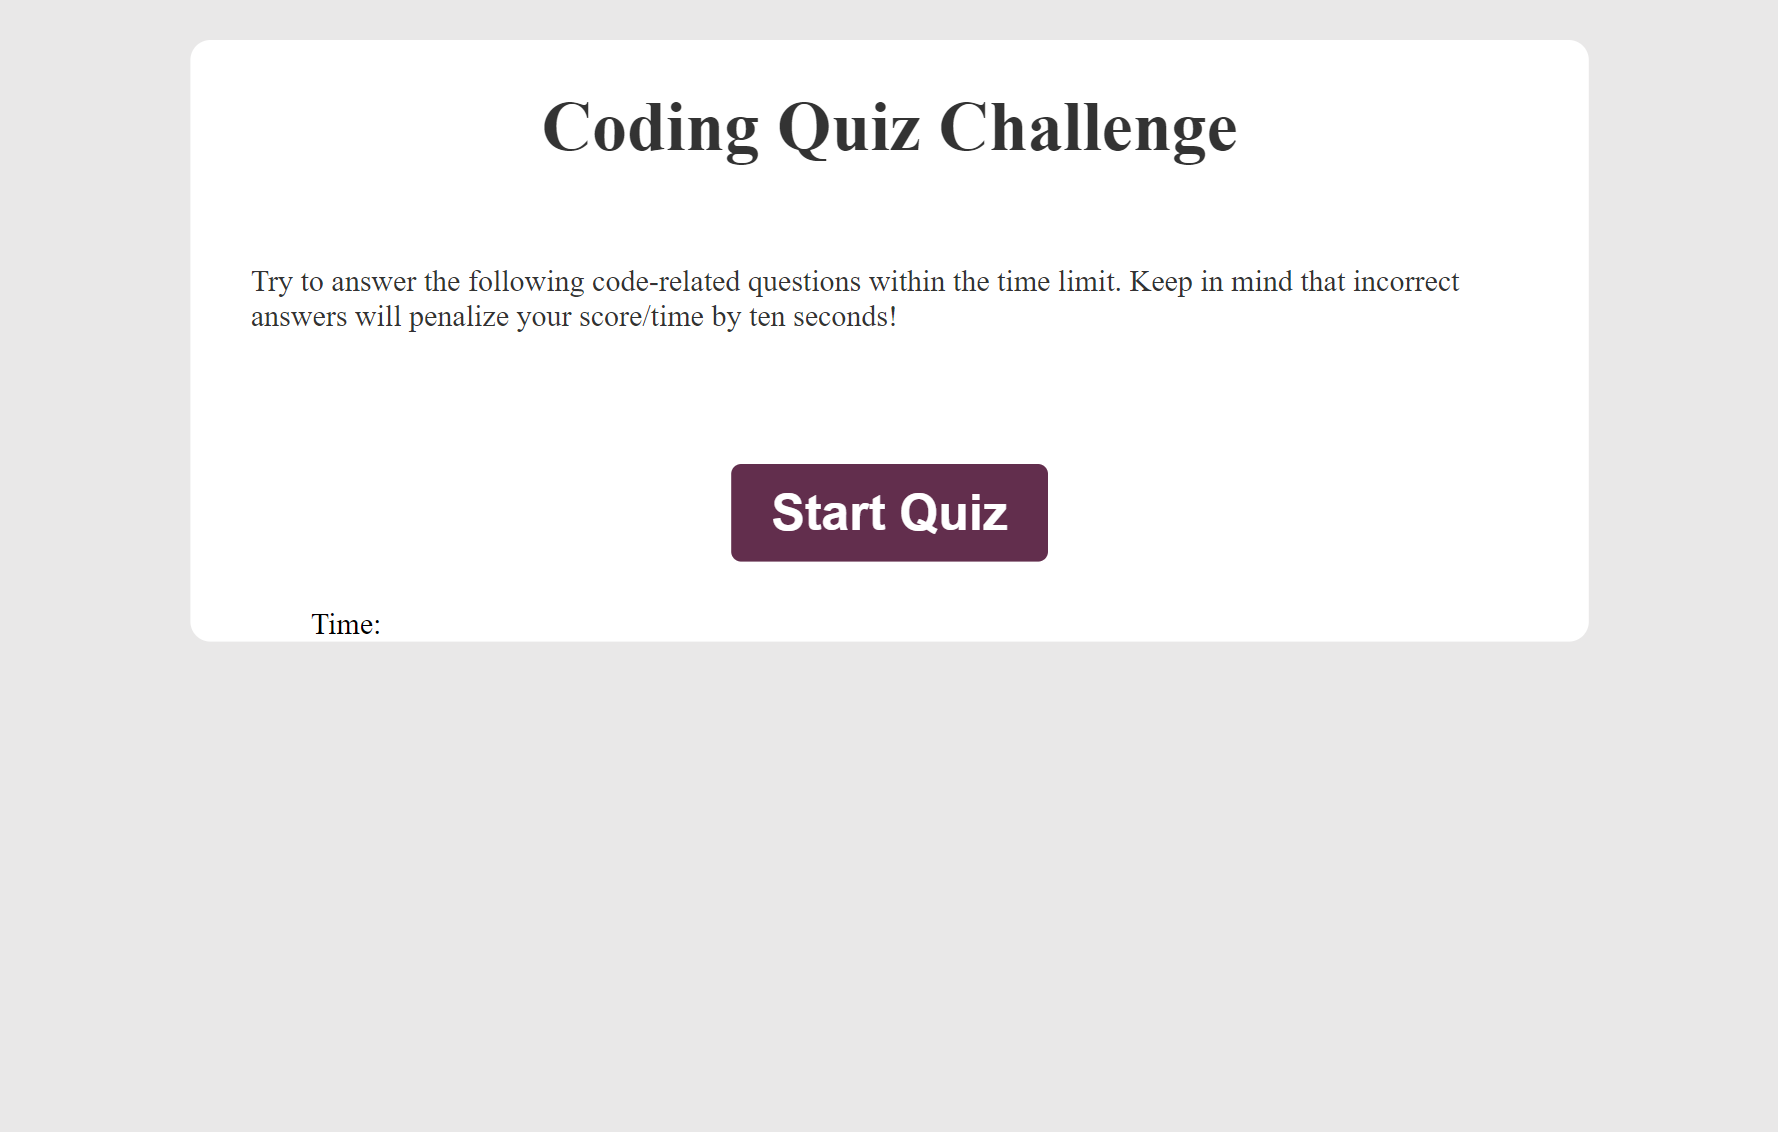 Coding Quiz Challenge
Try to answer the following code-related questions within the time limit. Keep in mind that incorrect
answers will penalize your score/time by ten seconds!
Start Quiz
Time: